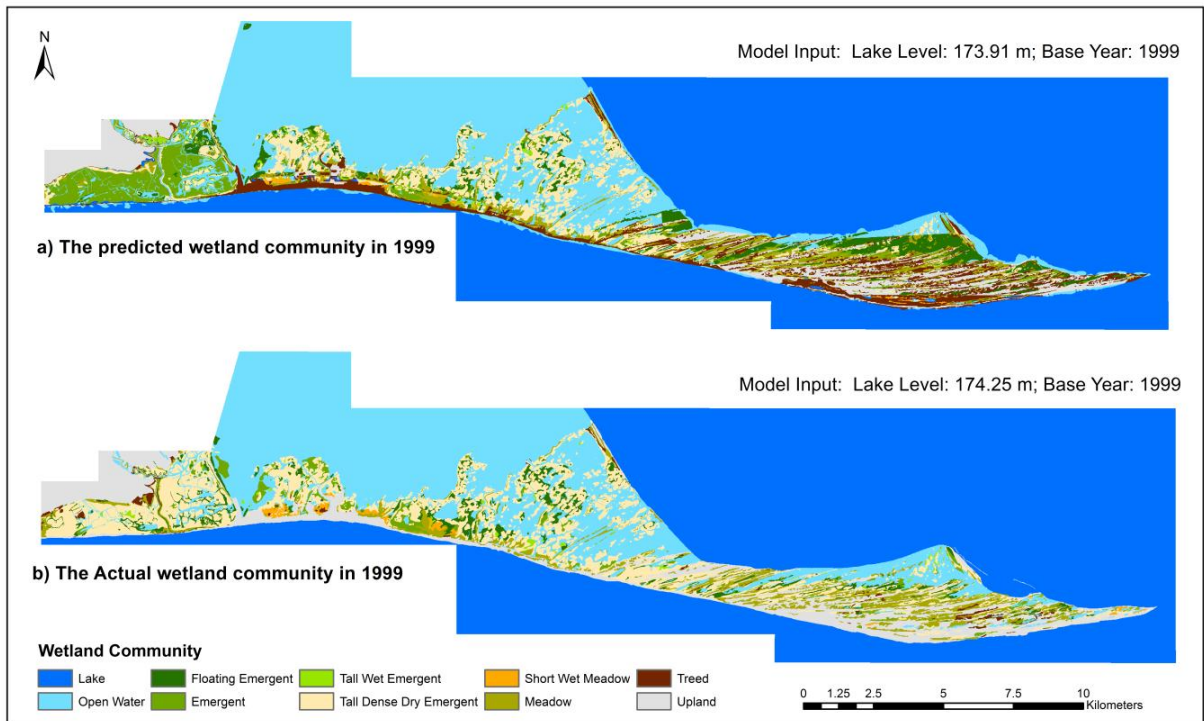 N
Model Input: Lake Level: 173.91 m; Base Year: 1999
a) The predicted wetland community in 1999
Model Input: Lake Level: 174.25 m; Base Year: 1999
b) The Actual wetland community in 1999
Wetland Community
Lake
Floating Emergent
Tall Wet Emergent
Short Wet Meadow
Treed
Open Water
Emergent
Tall Dense Dry Emergent
Meadow
Upland
0 1.25 2.5 5 7.5 10
Kilometers